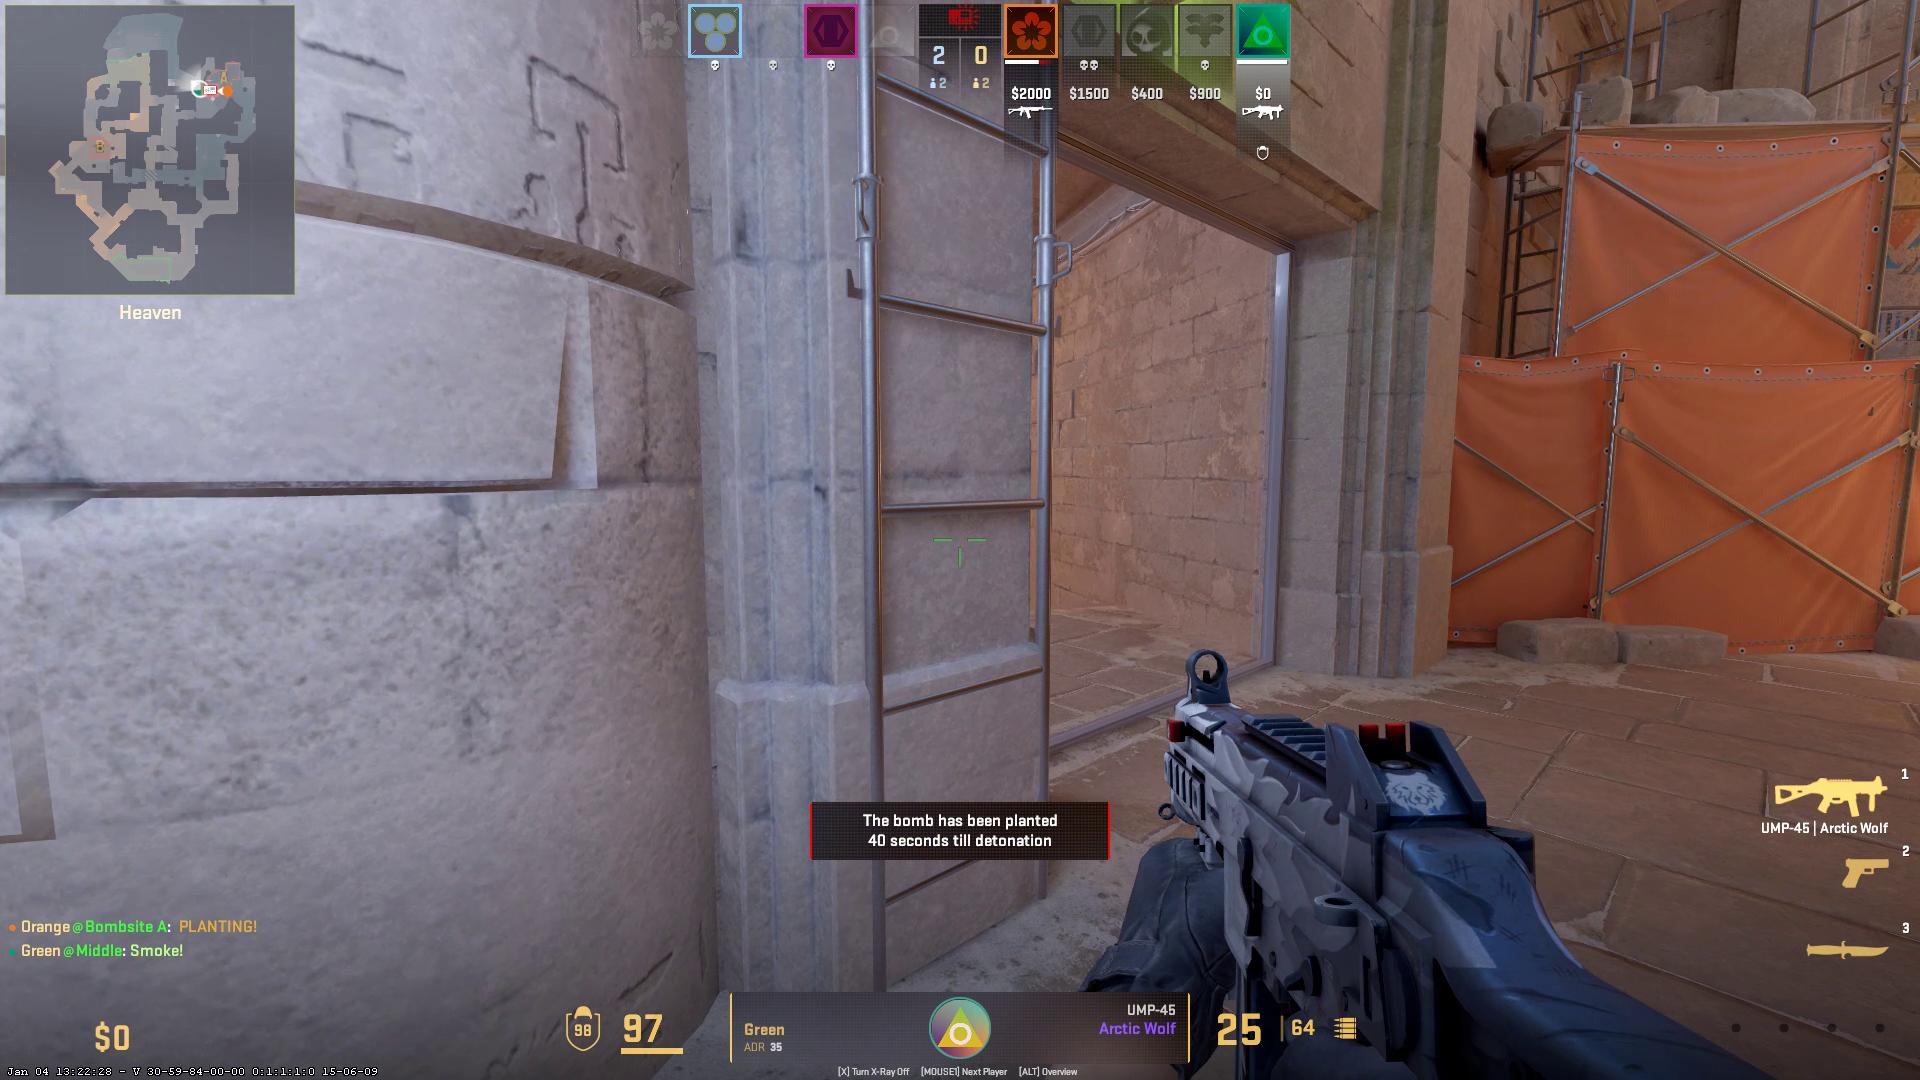 2 0
2 2
$2000 $1500 $400 $900 $0
A
B
Heaven
The bomb has been planted
40 seconds till detonation
1
UMP-45 | Arctic Wolf
2
3
Orange@Bombsite A: PLANTING!
Green@Middle: Smoke!
$0
98 97
Green
ADR 35
UMP-45
Arctic Wolf
25 | 64
[X] Turn X-Ray Off [MOUSE1] Next Player [ALT] Overview
Jan 04 13:22:28 - V 30-59-84-00-00 0:1:1:1:0 15-06-09